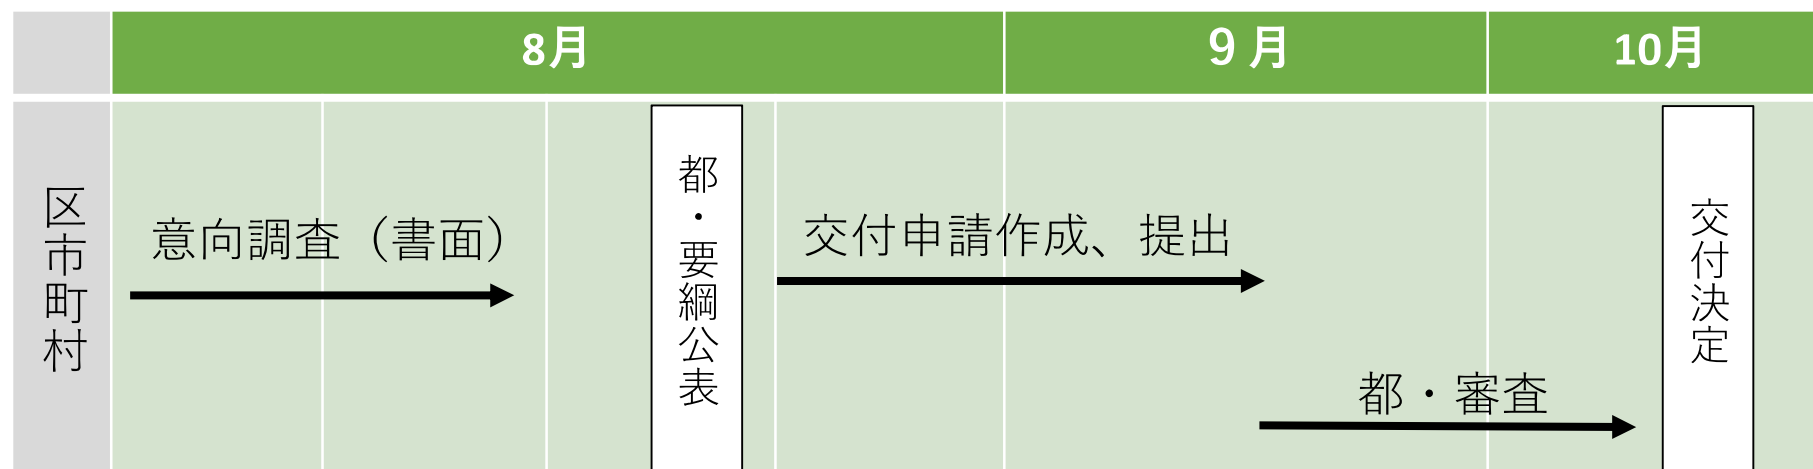 8月
９月
10月
区市町村
意向調査（書面）
都・要綱公表
交付申請作成、提出
都・審査
交付決定